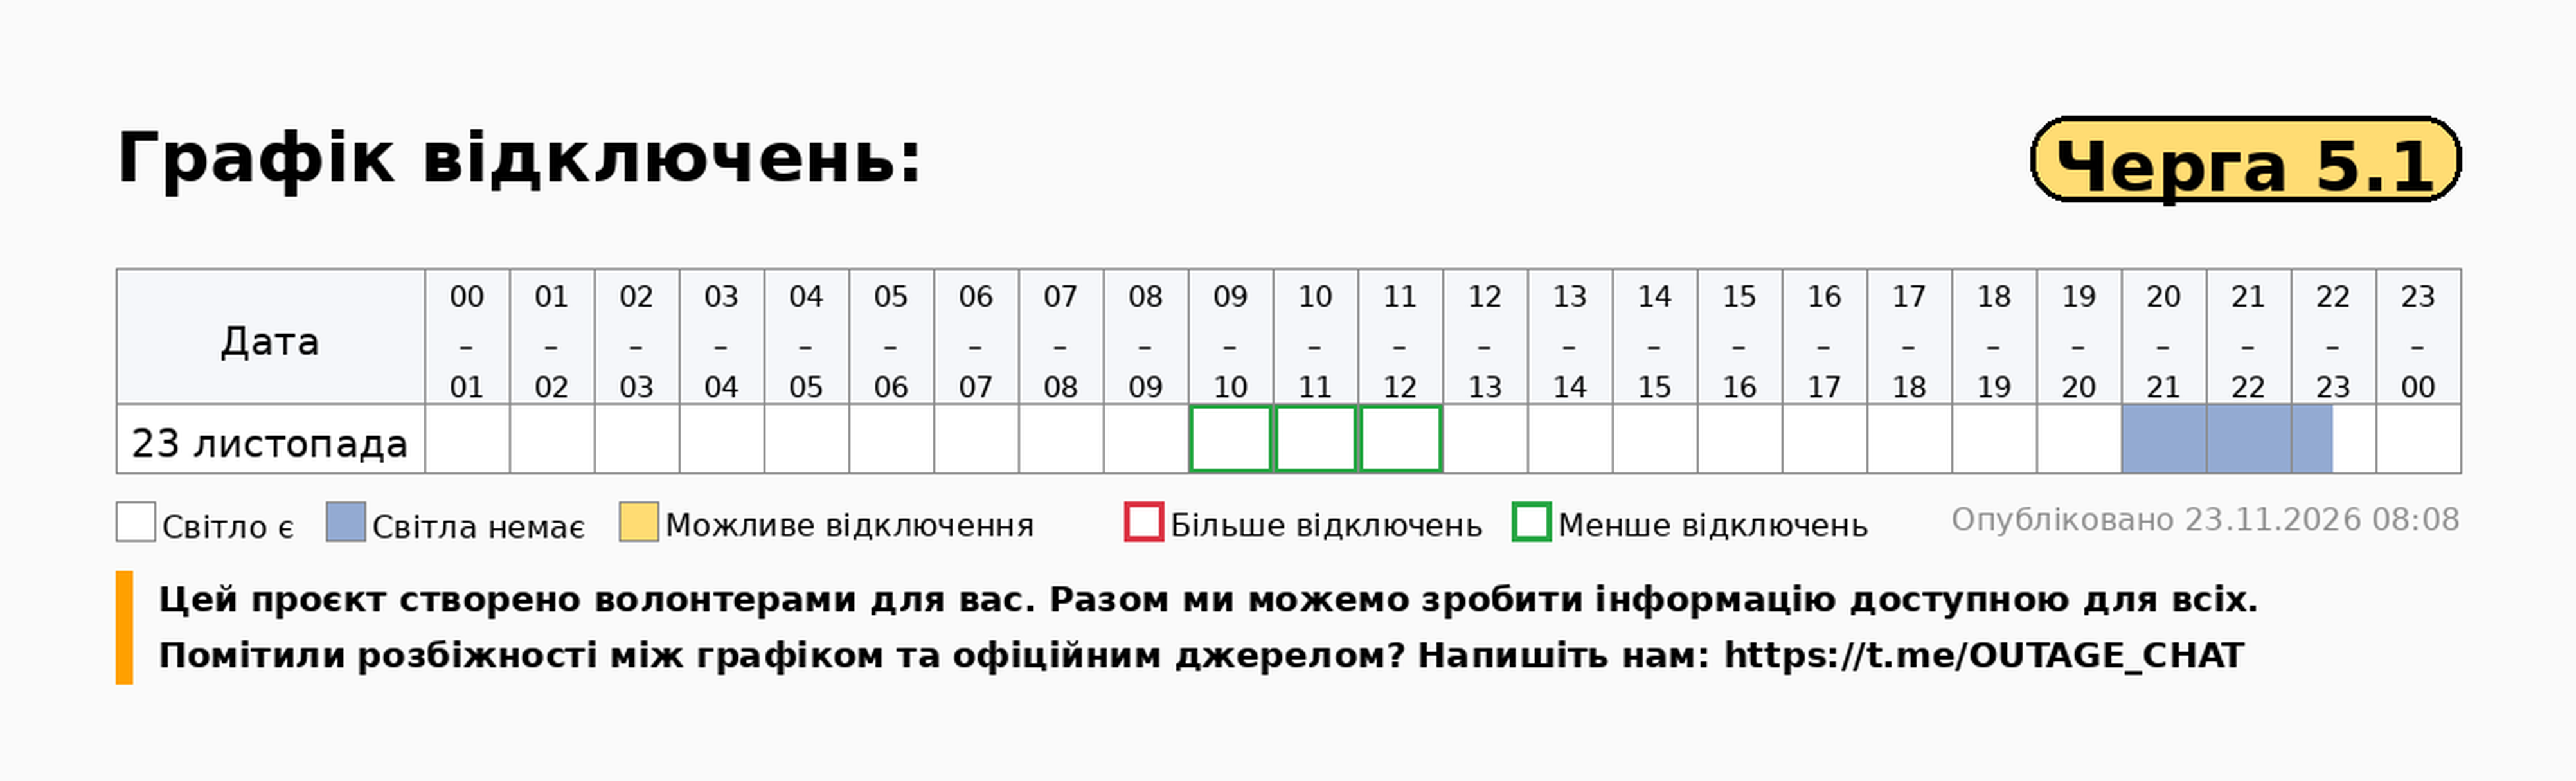 Графік відключень:
Черга 5.1
Дата 00 – 01 01 – 02 02 – 03 03 – 04 04 – 05 05 – 06 06 – 07 07 – 08 08 – 09 09 – 10 10 – 11 11 – 12 12 – 13 13 – 14 14 – 15 15 – 16 16 – 17 17 – 18 18 – 19 19 – 20 20 – 21 21 – 22 22 – 23 23 – 00
23 листопада
Світло є Світла немає Можливе відключення Більше відключень Менше відключень Опубліковано 23.11.2026 08:08
Цей проєкт створено волонтерами для вас. Разом ми можемо зробити інформацію доступною для всіх.
Помітили розбіжності між графіком та офіційним джерелом? Напишіть нам: https://t.me/OUTAGE_CHAT